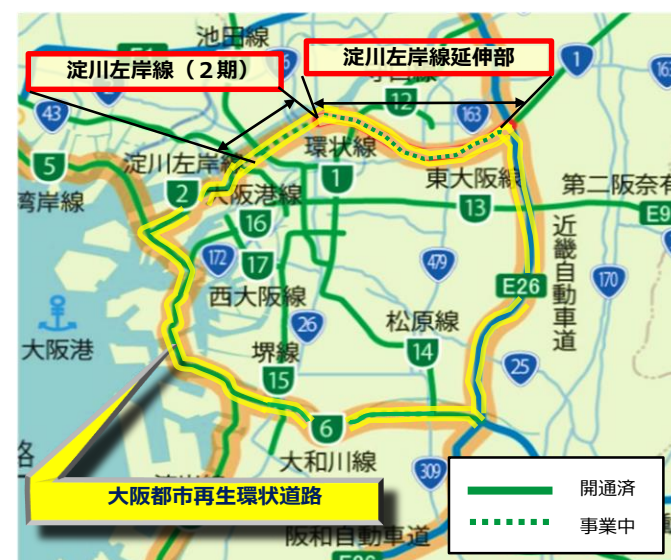 池田線
淀川左岸線（２期）
淀川左岸線延伸部
1
43
12
163
5
湾岸線
淀川左岸線
2
環状線
1
大阪港線
16
東大阪線
13
第二阪奈有
E9
172
17
西大阪線
479
E26
近畿自動車道
170
大阪港
26
松原線
14
堺線
15
25
6
大和川線
309
大阪都市再生環状道路
阪和自動車道
開通済
事業中